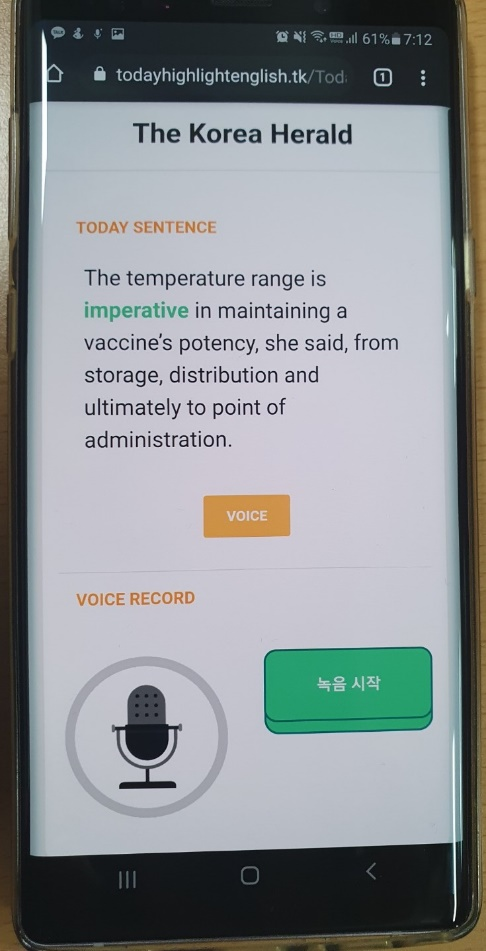 61% 7:12
todayhighlightenglish.tk/Tod
1
The Korea Herald
TODAY SENTENCE
The temperature range is
imperative in maintaining a
vaccine's potency, she said, from
storage, distribution and
ultimately to point of
administration.
VOICE
VOICE RECORD
녹음 시작